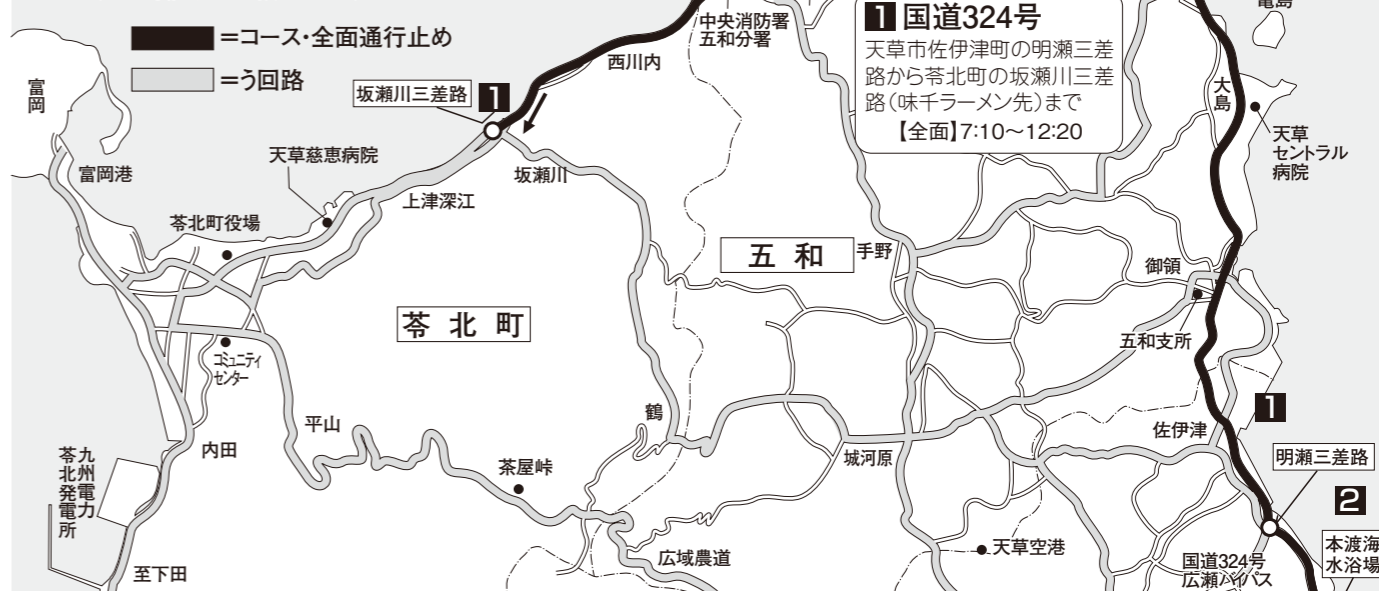 =コース・全面通行止め
=う回路
富岡
富岡港
坂瀬川三差路
1
西川内
中央消防署
五和分署
1 国道324号
天草市佐伊津町の明瀬三差
路から苓北町の坂瀬川三差
路(味千ラーメン先)まで
【全面】7:10〜12:20
大島
天草
セントラル
病院
天草慈恵病院
坂瀬川
上津深江
苓北町役場
五和
手野
御領
苓北町
五和支所
コミュニティ
センター
平山
鶴
1
佐伊津
内田
茶屋峠
城河原
明瀬三差路
九州電力
苓北発電所
2
広域農道
天草空港
国道324号
広瀬バイパス
本渡海
水浴場
至下田